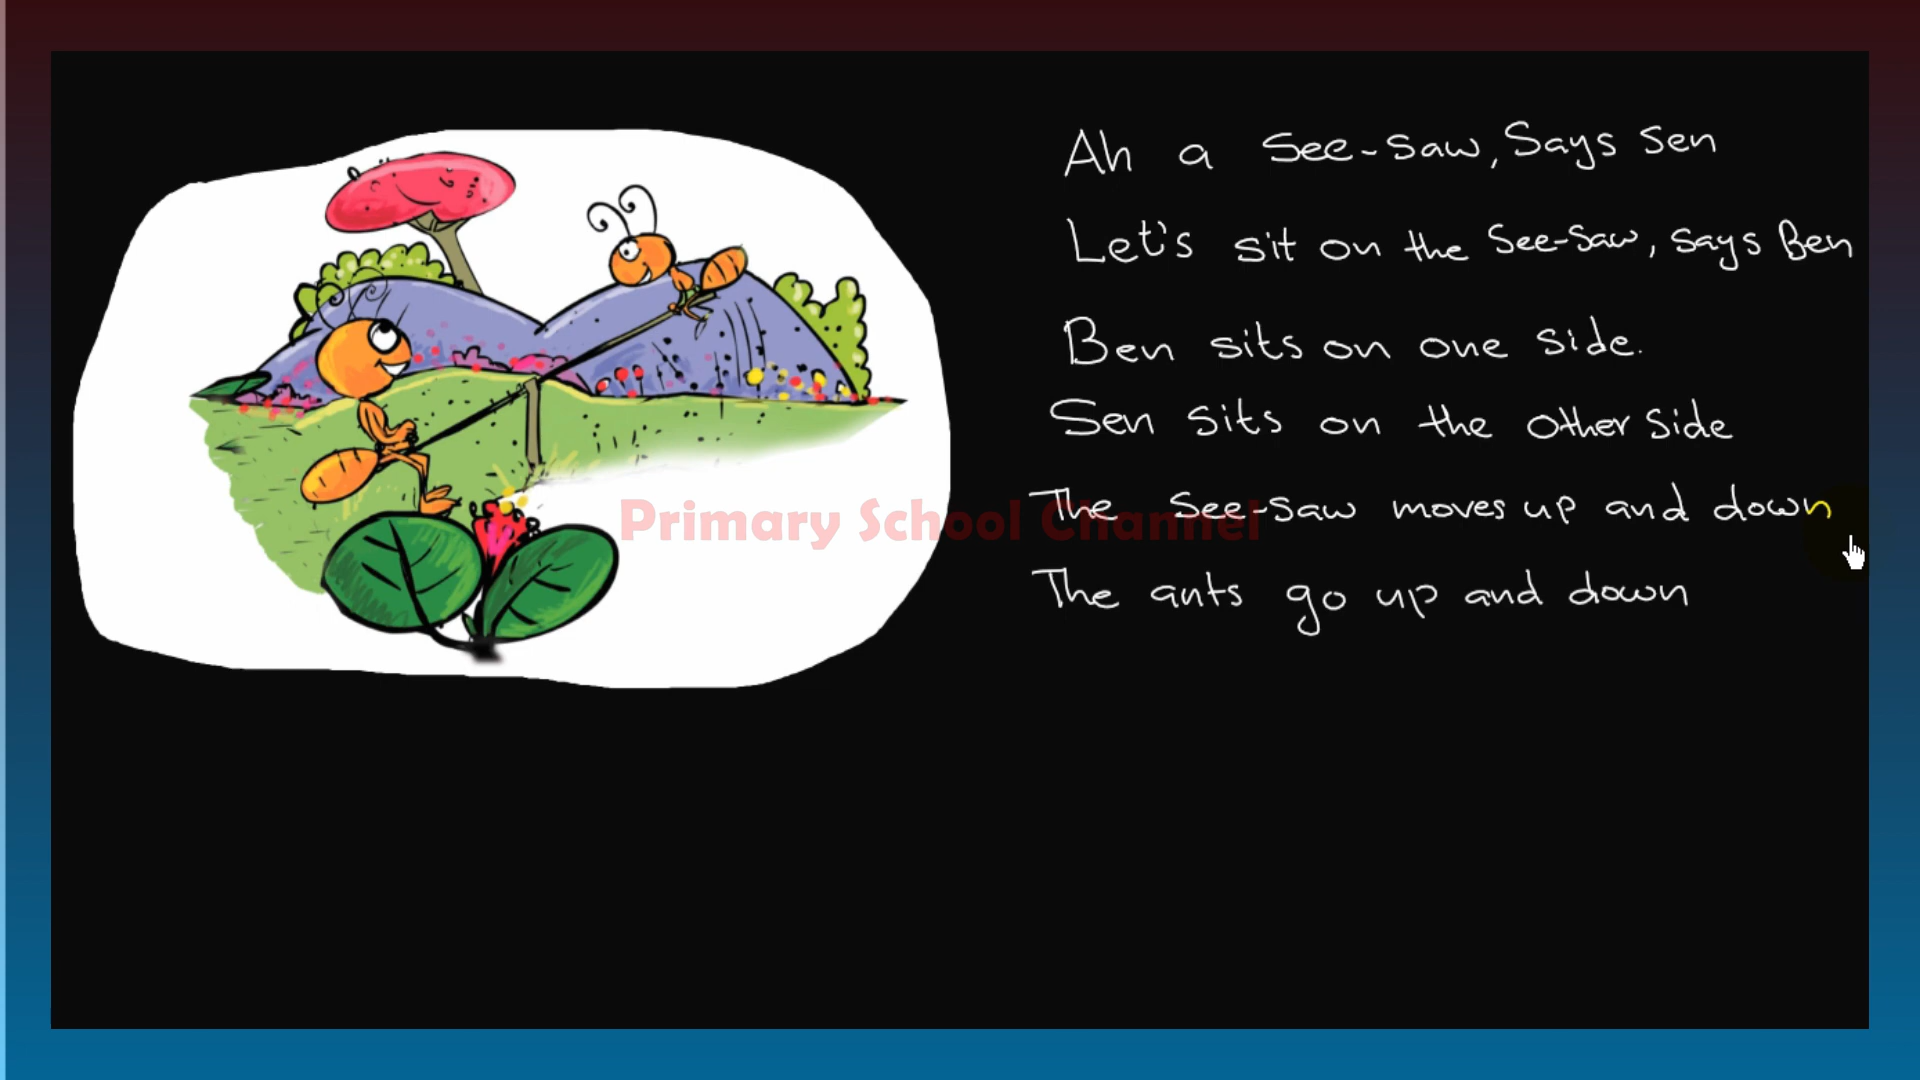 Ah a See-saw, Says Sen
Let's sit on the See-Saw, says Ben
Ben sits on one side.
Sen sits on the other side
The see-saw moves up and down
The ants go up and down
Primary School Channel